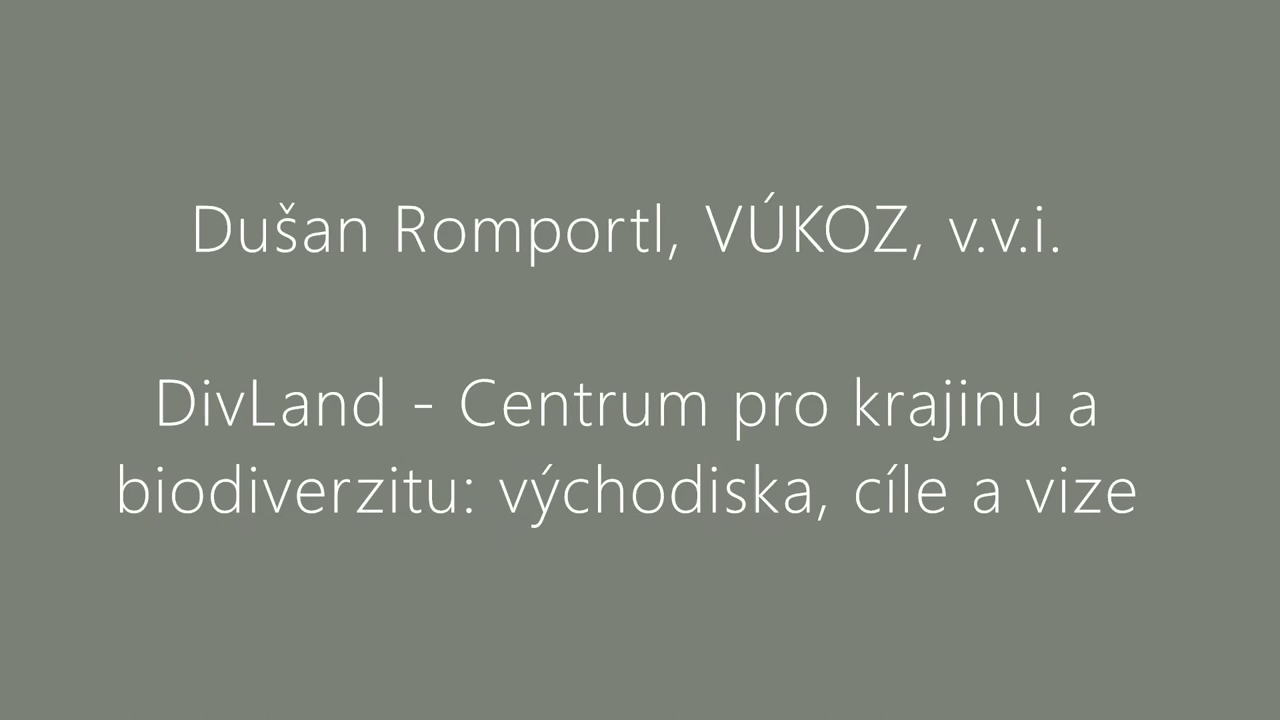 Dušan Romportl, VÚKOZ, v.v.i.
DivLand - Centrum pro krajinu a
biodiverzitu: východiska, cíle a vize